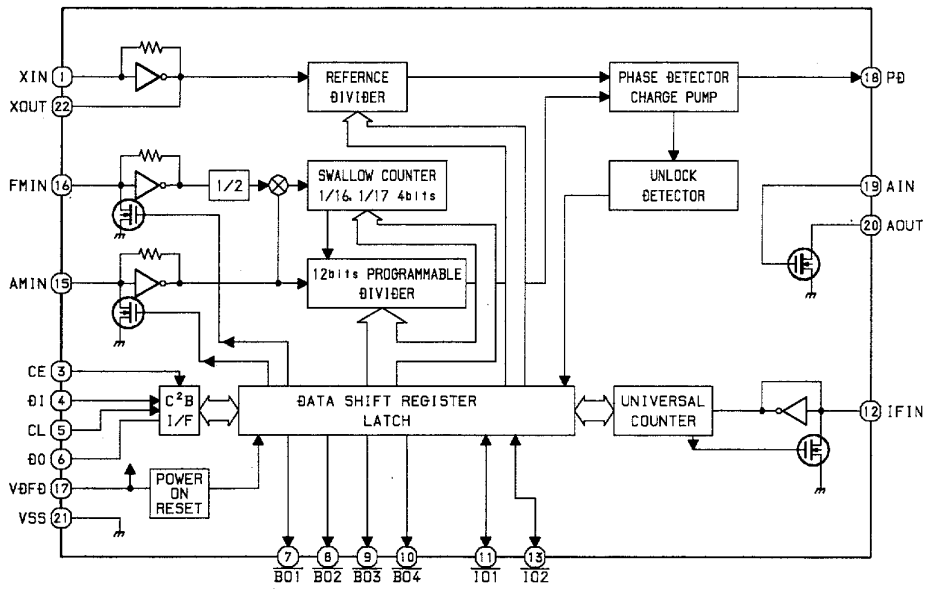 XIN 1
XOUT 22
REFERNCE
DIVIDER
PHASE DETECTOR
CHARGE PUMP
18 PD
FMIN 16
1/2
SWALLOW COUNTER
1/16, 1/17 4bits
UNLOCK
DETECTOR
19 AIN
20 AOUT
AMIN 15
12bits PROGRAMMABLE
DIVIDER
CE 3
DI 4
CL 5
DO 6
C²B
I/F
DATA SHIFT REGISTER
LATCH
UNIVERSAL
COUNTER
12 IFIN
VDFD 17
POWER
ON
RESET
VSS 21
7 8 9 10 11 13
BO1 BO2 BO3 BO4 IO1 IO2